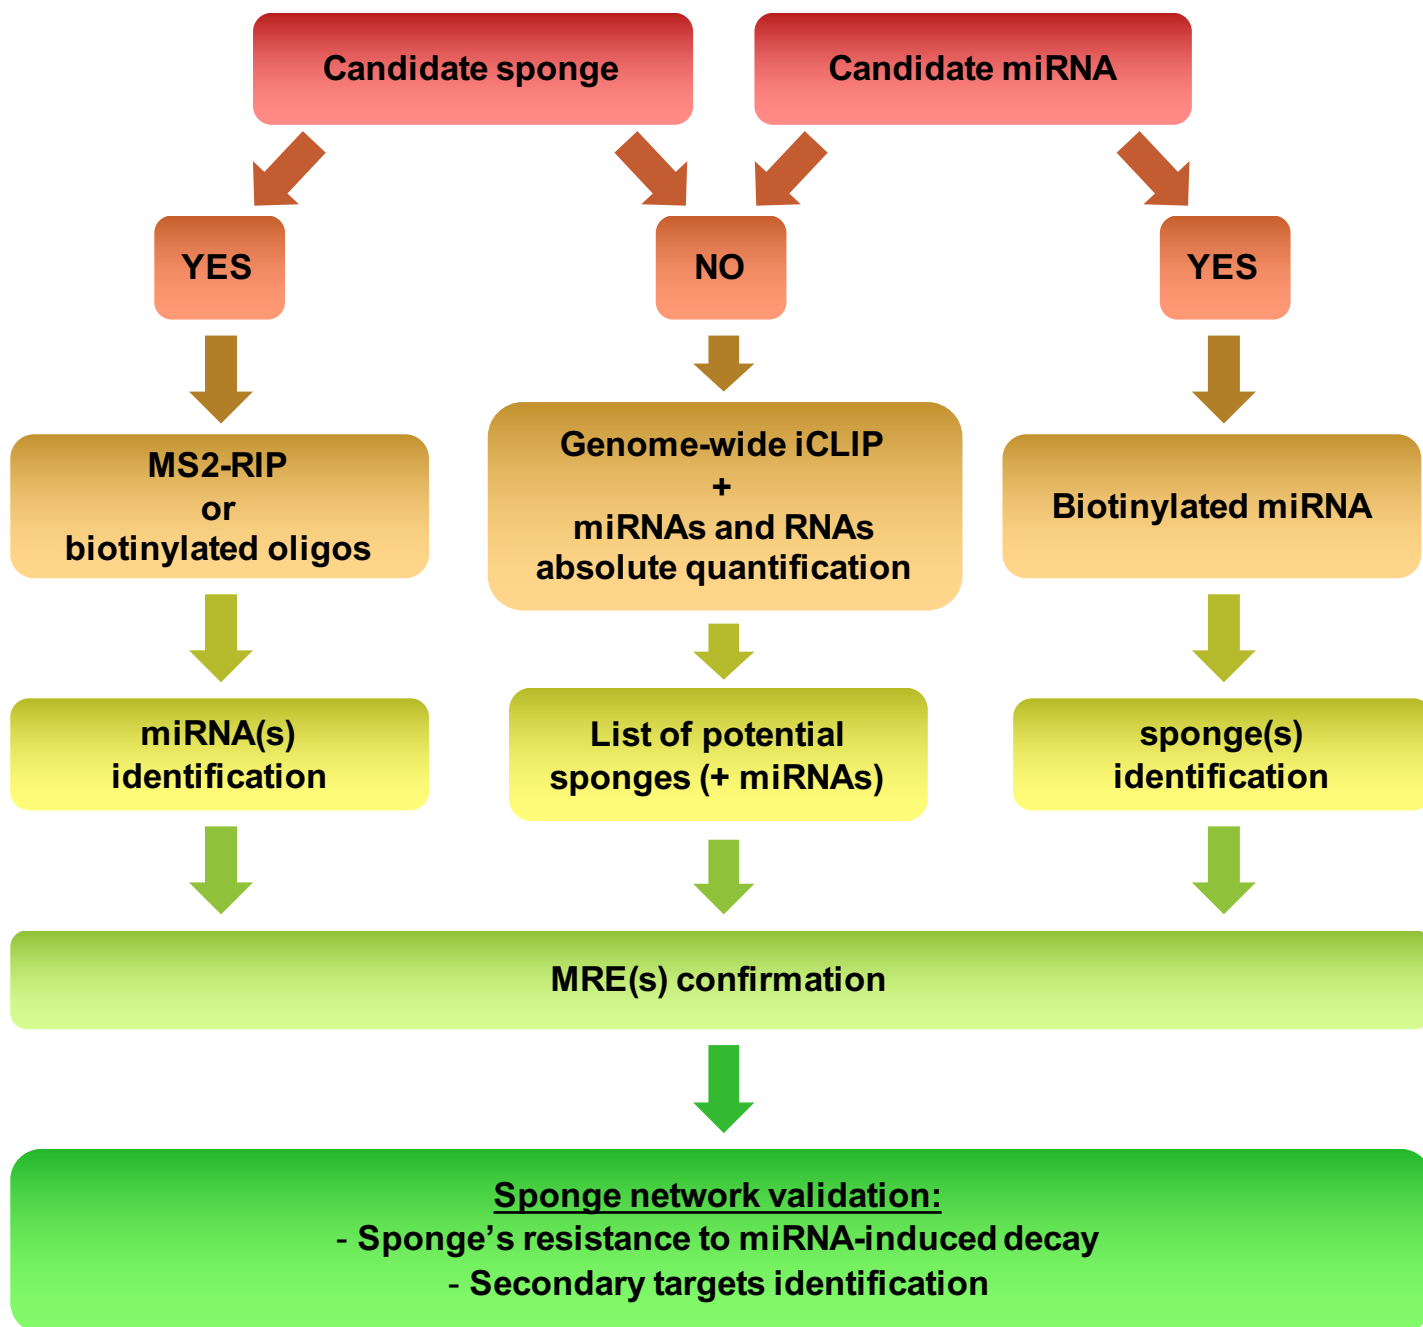 Candidate sponge
Candidate miRNA
YES
NO
YES
MS2-RIP
or
biotinylated oligos
Genome-wide iCLIP
+
miRNAs and RNAs
absolute quantification
Biotinylated miRNA
miRNA(s)
identification
List of potential
sponges (+ miRNAs)
sponge(s)
identification
MRE(s) confirmation
Sponge network validation:
- Sponge’s resistance to miRNA-induced decay
- Secondary targets identification